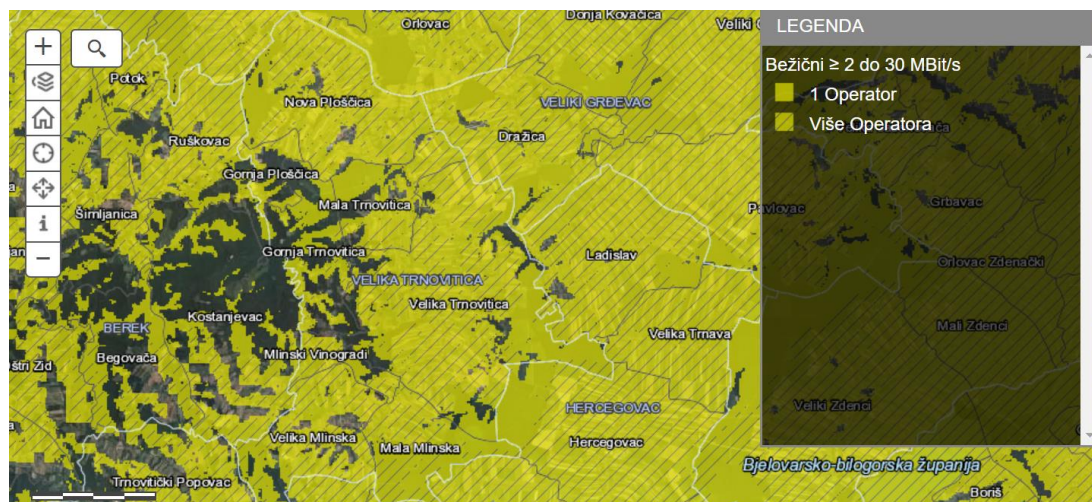 Orlovac
Donja Kovačica
Veliki
LEGENDA
Bežični ≥ 2 do 30 MBit/s
1 Operator
Više Operatora
Potok
Nova Ploščica
VELIKI GRĐEVAC
Ruškovac
Dražica
Gornja Ploščica
Mala Trnovitica
Šimljanica
Pavlovac
Grbavac
Gornja Trnovitica
Ladislav
VELIKA TRNOVITICA
Orlovac Zdenački
Velika Trnovitica
Kostanjevac
BEREK
Velika Trnava
Mali Zdenci
Begovača
Mlinski Vinogradi
Oštri Zid
HERCEGOVAC
Veliki Zdenci
Velika Mlinska
Mala Mlinska
Hercegovac
Bjelovarsko-bilogorska županija
Trnovitički Popovac
Boriš